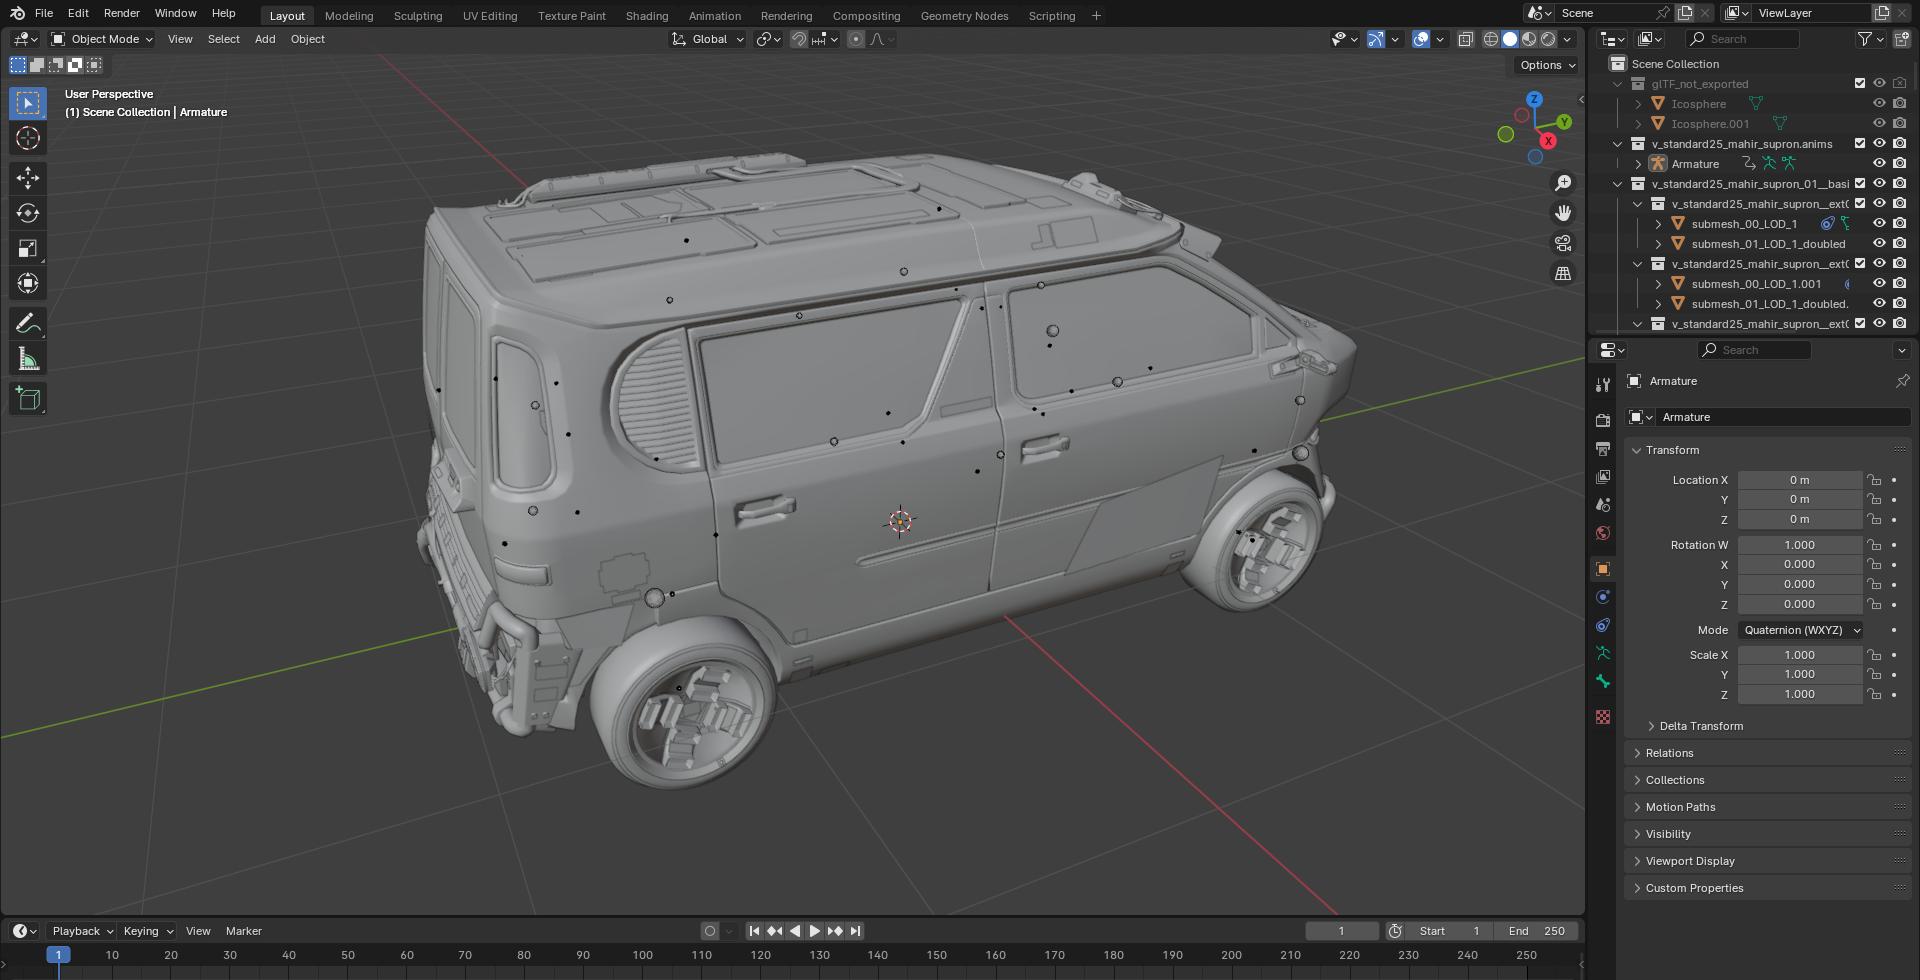 File Edit Render Window Help Layout Modeling Sculpting UV Editing Texture Paint Shading Animation Rendering Compositing Geometry Nodes Scripting + Scene ViewLayer
Object Mode View Select Add Object Global Search
Options
User Perspective
(1) Scene Collection | Armature
Z
Y
X
Scene Collection
glTF_not_exported
Icosphere
Icosphere.001
v_standard25_mahir_supron.anims
Armature
v_standard25_mahir_supron_01__basi
v_standard25_mahir_supron__ext0
submesh_00_LOD_1
submesh_01_LOD_1_doubled
v_standard25_mahir_supron__ext0
submesh_00_LOD_1.001
submesh_01_LOD_1_doubled.
v_standard25_mahir_supron__ext0
Search
Armature
Armature
Transform
Location X 0 m
Y 0 m
Z 0 m
Rotation W 1.000
X 0.000
Y 0.000
Z 0.000
Mode Quaternion (WXYZ)
Scale X 1.000
Y 1.000
Z 1.000
Delta Transform
Relations
Collections
Motion Paths
Visibility
Viewport Display
Custom Properties
Playback Keying View Marker 1 Start 1 End 250
1 10 20 30 40 50 60 70 80 90 100 110 120 130 140 150 160 170 180 190 200 210 220 230 240 250